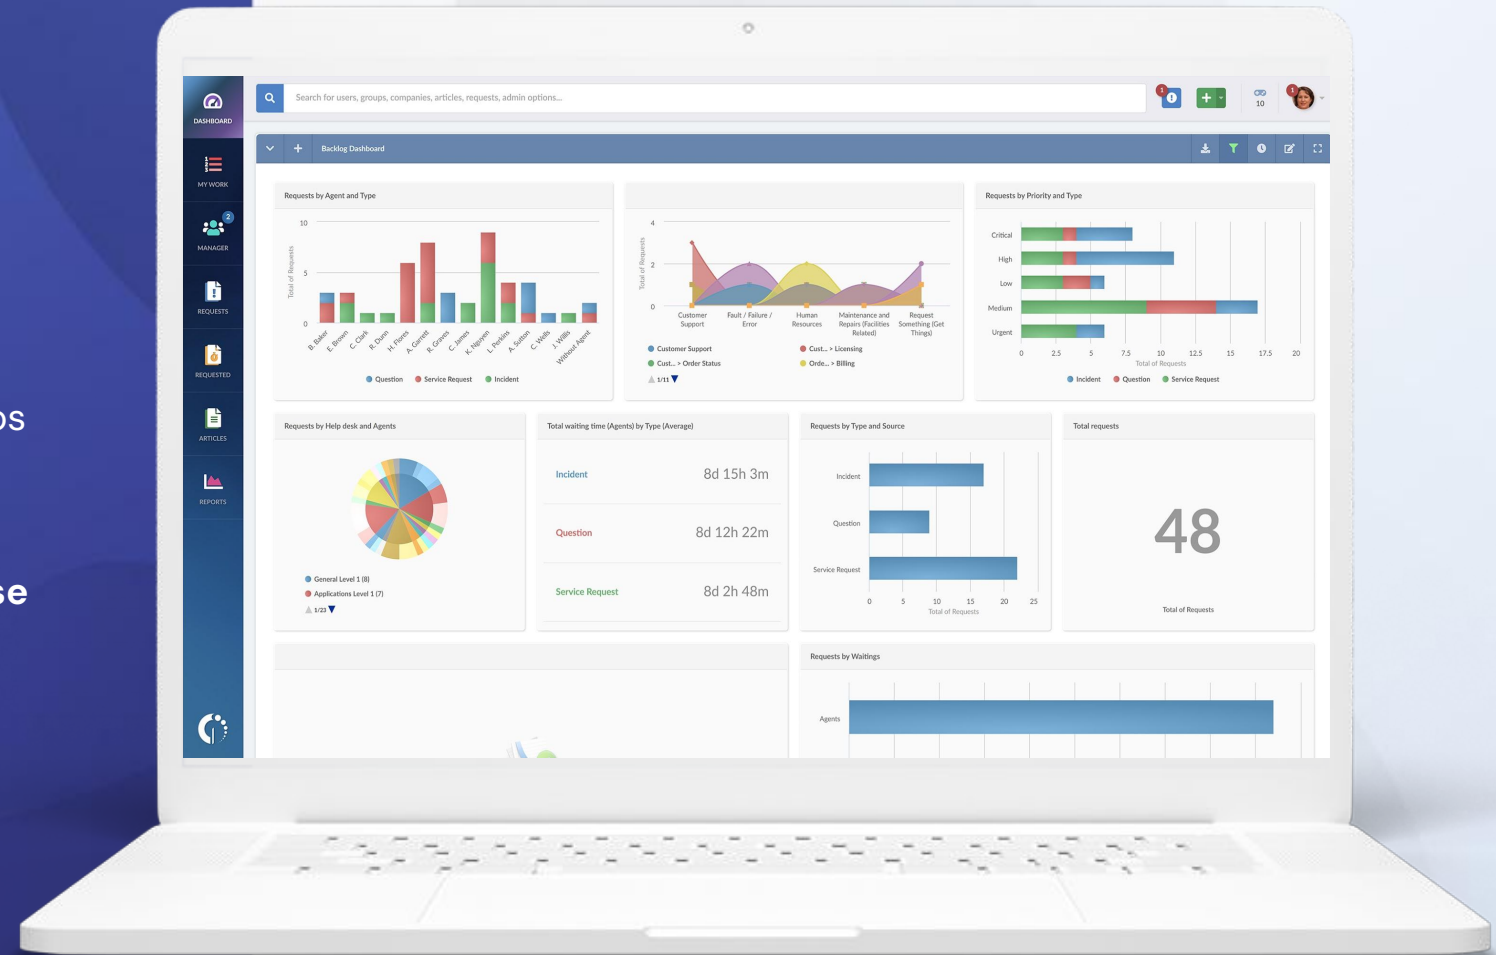 os
se
DASHBOARD
MY WORK
2
MANAGER
REQUESTS
REQUESTED
ARTICLES
REPORTS
Search for users, groups, companies, articles, requests, admin options...
1
10
1
Backlog Dashboard
Requests by Agent and Type
10
5
0
Total of Requests
B. Baker
E. Brown
C. Clark
R. Dunn
H. Flores
A. Garrett
R. Graves
C. James
K. Nguyen
L. Perkins
A. Sutton
C. Wells
J. Willis
Without Agent
Question Service Request Incident
4
2
0
Total of Requests
Customer Support
Fault / Failure / Error
Human Resources
Maintenance and Repairs (Facilities Related)
Request Something (Get Things)
Customer Support
Cust... > Licensing
Cust... > Order Status
Orde... > Billing
1/11
Requests by Priority and Type
Critical
High
Low
Medium
Urgent
0 2.5 5 7.5 10 12.5 15 17.5 20
Total of Requests
Incident Question Service Request
Requests by Help desk and Agents
General Level 1 (8)
Applications Level 1 (7)
1/23
Total waiting time (Agents) by Type (Average)
Incident 8d 15h 3m
Question 8d 12h 22m
Service Request 8d 2h 48m
Requests by Type and Source
Incident
Question
Service Request
0 5 10 15 20 25
Total of Requests
Total requests
48
Total of Requests
Requests by Waitings
Agents